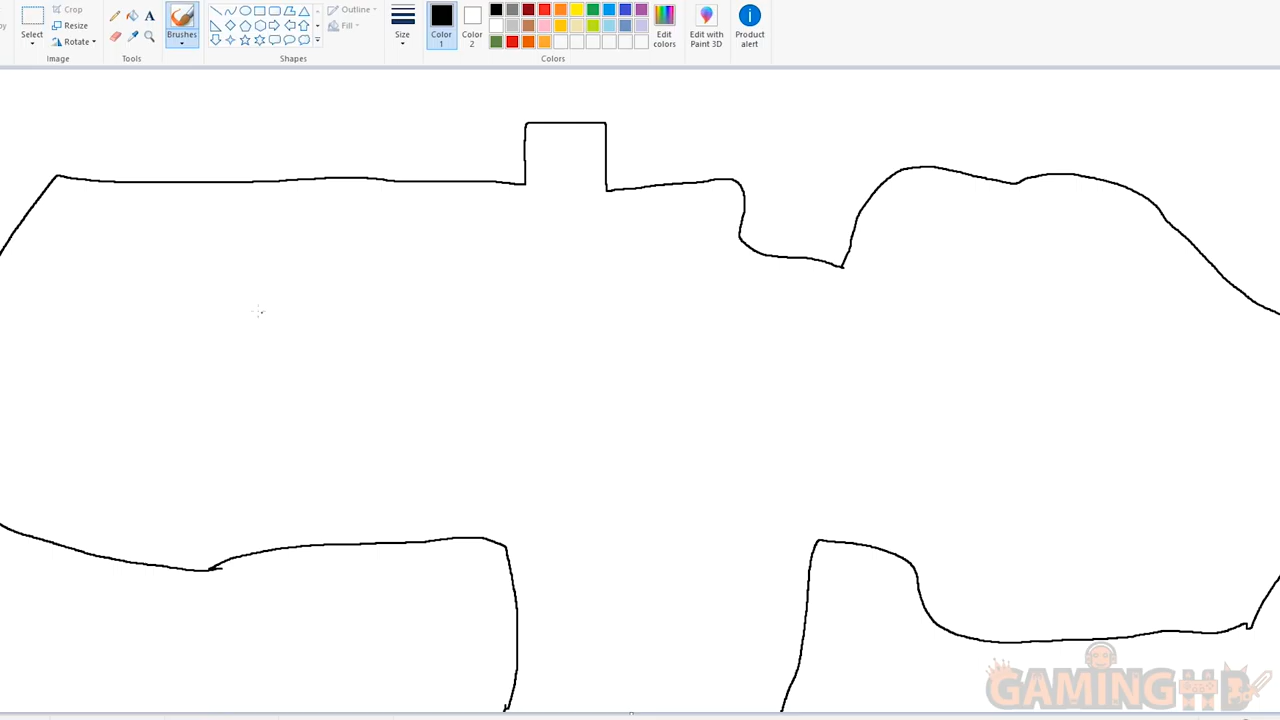 Crop
Resize
Rotate
Select
Image
A
Tools
Brushes
Outline
Fill
Shapes
Size
Color
1
Color
2
Edit
colors
Colors
Edit with
Paint 3D
Product
alert
GAMINGHD